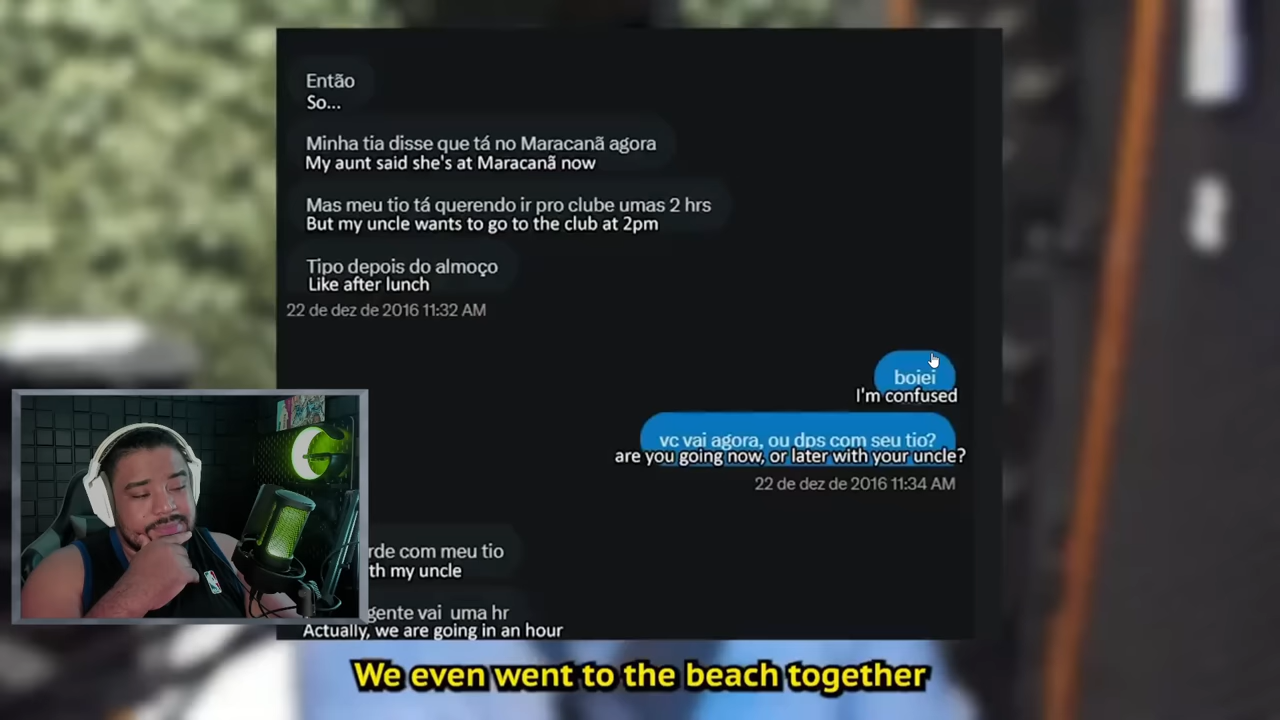 Então
So...
Minha tia disse que tá no Maracanã agora
My aunt said she's at Maracanã now
Mas meu tio tá querendo ir pro clube umas 2 hrs
But my uncle wants to go to the club at 2pm
Tipo depois do almoço
Like after lunch
22 de dez de 2016 11:32 AM
boiei
I'm confused
vc vai agora, ou dps com seu tio?
are you going now, or later with your uncle?
22 de dez de 2016 11:34 AM
rde com meu tio
th my uncle
gente vai uma hr
Actually, we are going in an hour
We even went to the beach together